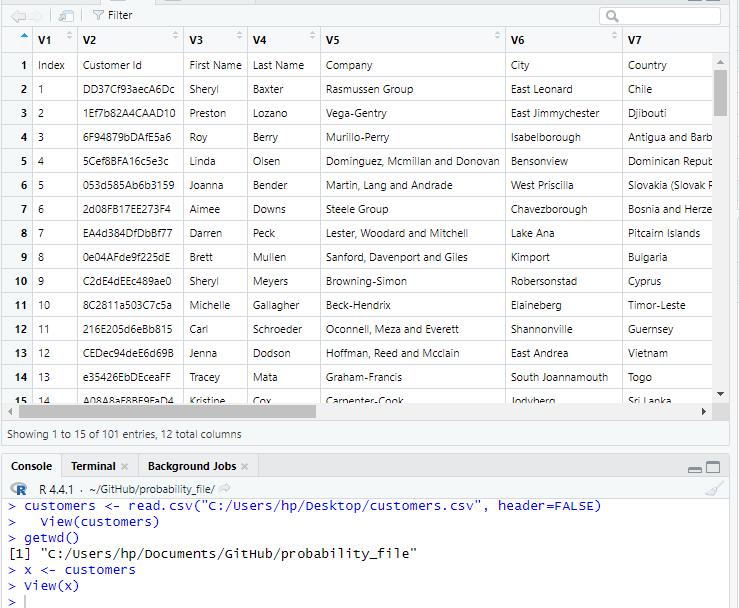 Filter
V1 V2 V3 V4 V5 V6 V7
1 Index Customer Id First Name Last Name Company City Country
2 1 DD37Cf93aecA6Dc Sheryl Baxter Rasmussen Group East Leonard Chile
3 2 1Ef7b82A4CAAD10 Preston Lozano Vega-Gentry East Jimmychester Djibouti
4 3 6F94879bDAfE5a6 Roy Berry Murillo-Perry Isabelborough Antigua and Barb
5 4 5Cef8BFA16c5e3c Linda Olsen Dominguez, Mcmillan and Donovan Bensonview Dominican Repub
6 5 053d585Ab6b3159 Joanna Bender Martin, Lang and Andrade West Priscilla Slovakia (Slovak R
7 6 2d08FB17EE273F4 Aimee Downs Steele Group Chavezborough Bosnia and Herze
8 7 EA4d384DfDbBf77 Darren Peck Lester, Woodard and Mitchell Lake Ana Pitcairn Islands
9 8 0e04AFde9f225dE Brett Mullen Sanford, Davenport and Giles Kimport Bulgaria
10 9 C2dE4dEEc489ae0 Sheryl Meyers Browning-Simon Robersonstad Cyprus
11 10 8C2811a503C7c5a Michelle Gallagher Beck-Hendrix Elaineberg Timor-Leste
12 11 216E205d6eBb815 Carl Schroeder Oconnell, Meza and Everett Shannonville Guernsey
13 12 CEDec94deE6d69B Jenna Dodson Hoffman, Reed and Mcclain East Andrea Vietnam
14 13 e35426EbDEceaFF Tracey Mata Graham-Francis South Joannamouth Togo
15 14 A08A8aF8BE9FaD4 Kristine Cox Carpenter-Cook Jodyberg Sri Lanka
Showing 1 to 15 of 101 entries, 12 total columns
Console Terminal Background Jobs
R R 4.4.1 · ~/GitHub/probability_file/
> customers <- read.csv("C:/Users/hp/Desktop/customers.csv", header=FALSE)
> View(customers)
> getwd()
[1] "C:/Users/hp/Documents/GitHub/probability_file"
> x <- customers
> View(x)
>